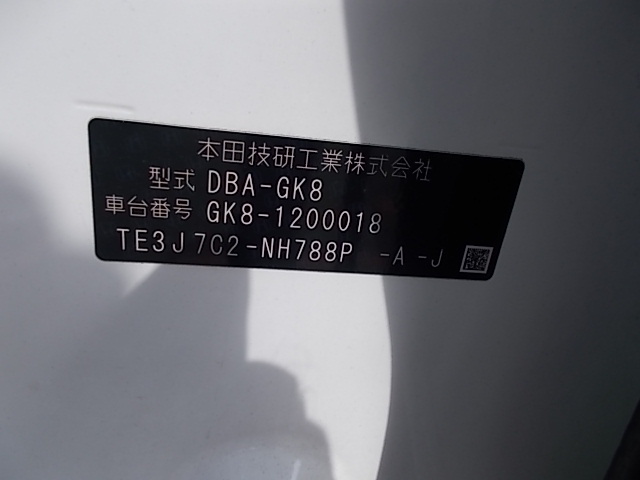 本田技研工業株式会社
型式 DBA-GK8
車台番号 GK8-1200018
TE3J7C2-NH788P -A -J